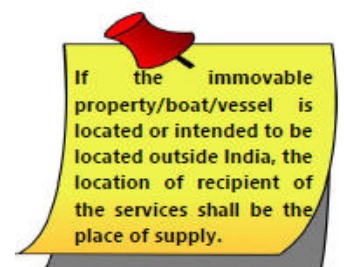 If the immovable
property/boat/vessel is
located or intended to be
located outside India, the
location of recipient of
the services shall be the
place of supply.